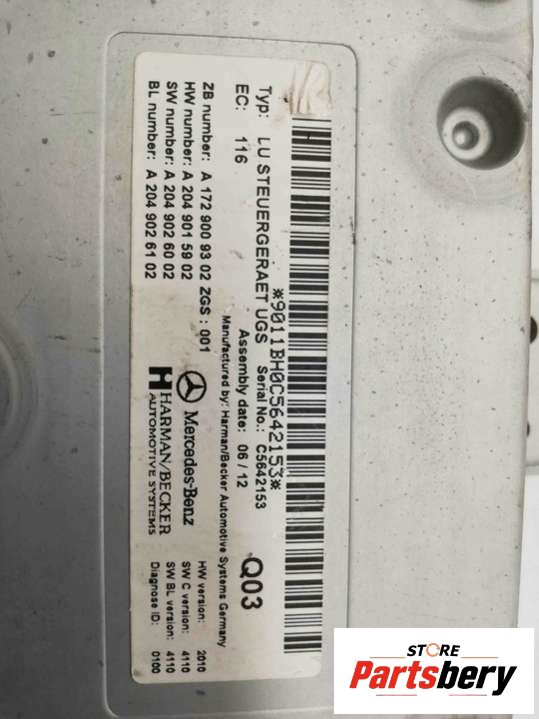 *9011BH0C5642153*
Typ: LU STEUERGERAET UGS Serial No.: C5642153
EC: 116 Assembly date: 06/12
Manufactured by: Harman/Becker Automotive Systems Germany
Q03
ZB number: A 172 900 93 02 ZGS: 001
HW number: A 204 901 59 02
SW number: A 204 902 60 02
BL number: A 204 902 61 02
Mercedes-Benz
HARMAN/BECKER
AUTOMOTIVE SYSTEMS
HW version: 2010
SW C version: 4110
SW BL version: 4110
Diagnose ID: 0100
STORE
Partsbery